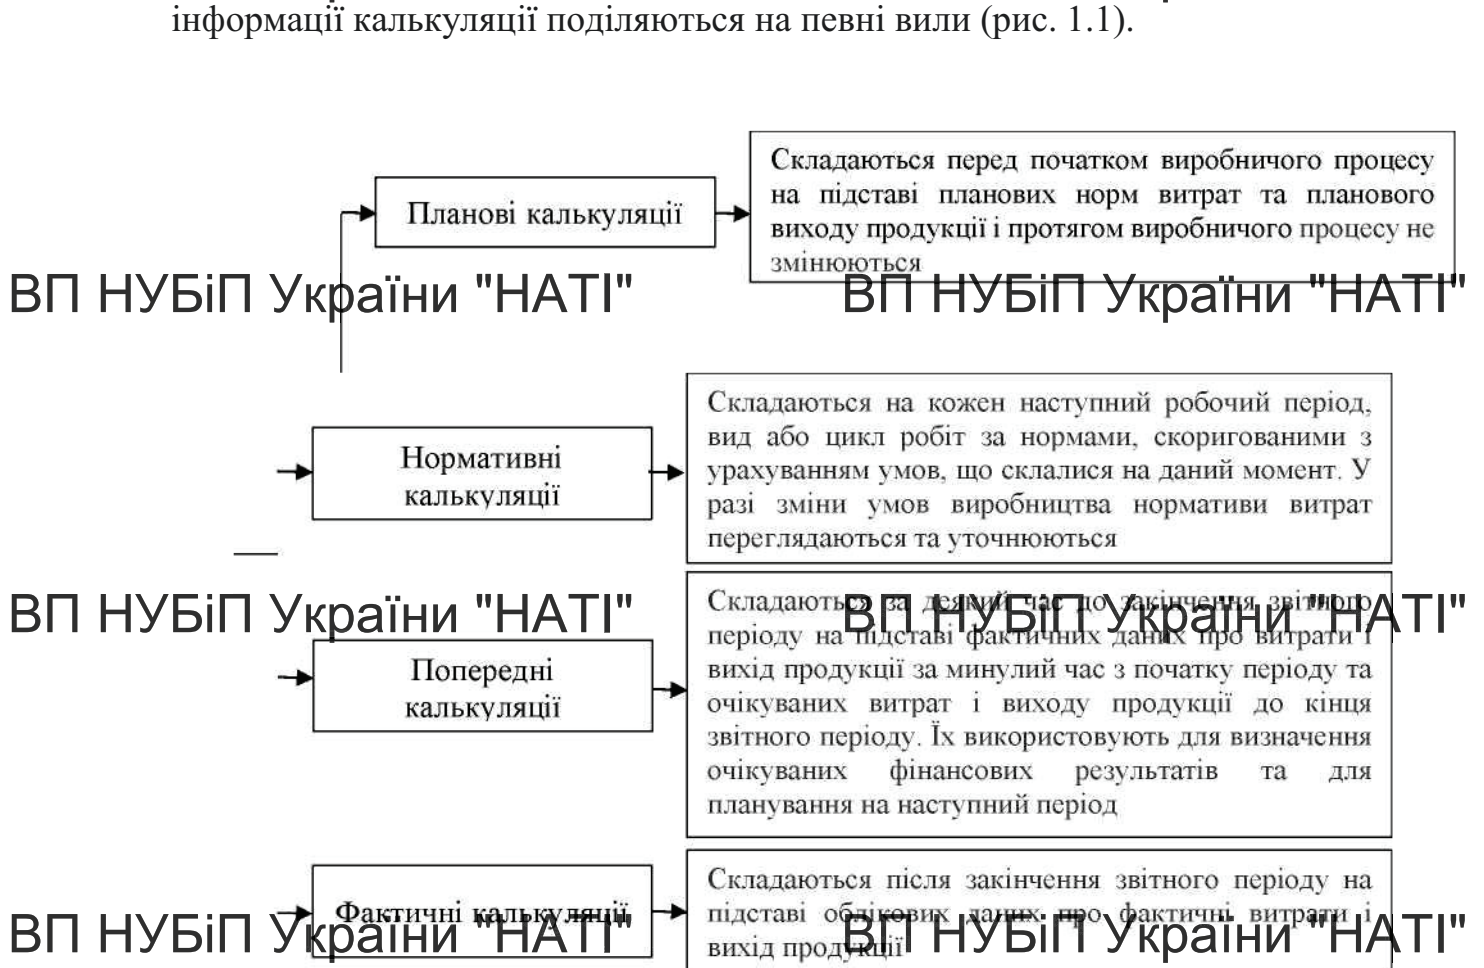 інформації калькуляції поділяються на певні вили (рис. 1.1).
Планові калькуляції
Складаються перед початком виробничого процесу
на підставі планових норм витрат та планового
виходу продукції і протягом виробничого процесу не
змінюються
ВП НУБіП України "НАТІ"
ВП НУБіП України "НАТІ"
Нормативні
калькуляції
Складаються на кожен наступний робочий період,
вид або цикл робіт за нормами, скоригованими з
урахуванням умов, що склалися на даний момент. У
разі зміни умов виробництва нормативи витрат
переглядаються та уточнюються
ВП НУБіП України "НАТІ"
ВП НУБіП України "НАТІ"
Попередні
калькуляції
Складаються за деякий час до закінчення звітного
періоду на підставі фактичних даних про витрати і
вихід продукції за минулий час з початку періоду та
очікуваних витрат і виходу продукції до кінця
звітного періоду. Їх використовують для визначення
очікуваних фінансових результатів та для
планування на наступний період
Фактичні калькуляції
Складаються після закінчення звітного періоду на
підставі облікових даних про фактичні витрати і
вихід продукції
ВП НУБіП України "НАТІ"
ВП НУБіП України "НАТІ"